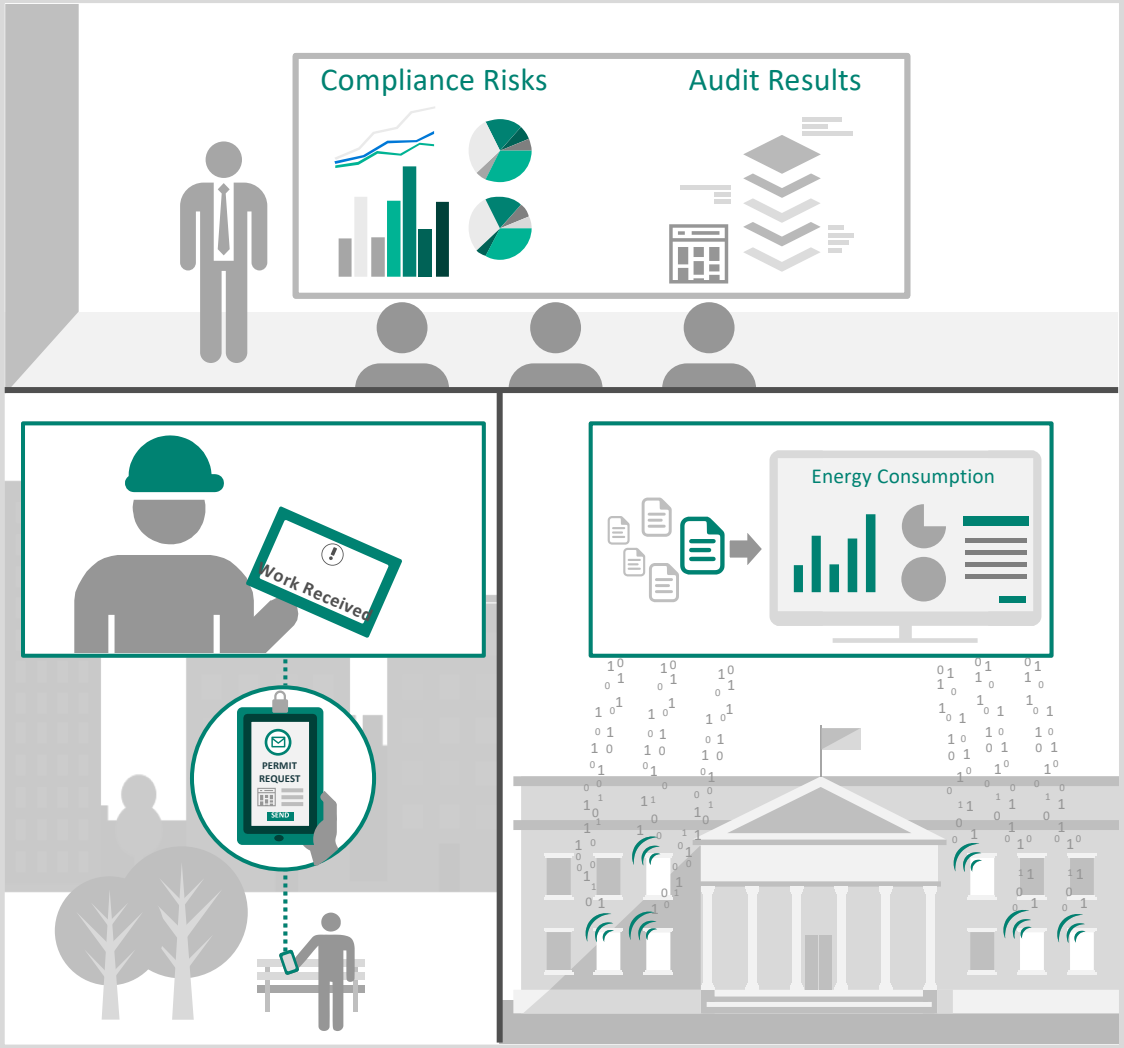 Compliance Risks
Audit Results
!
Work Received
PERMIT
REQUEST
SEND
Energy Consumption